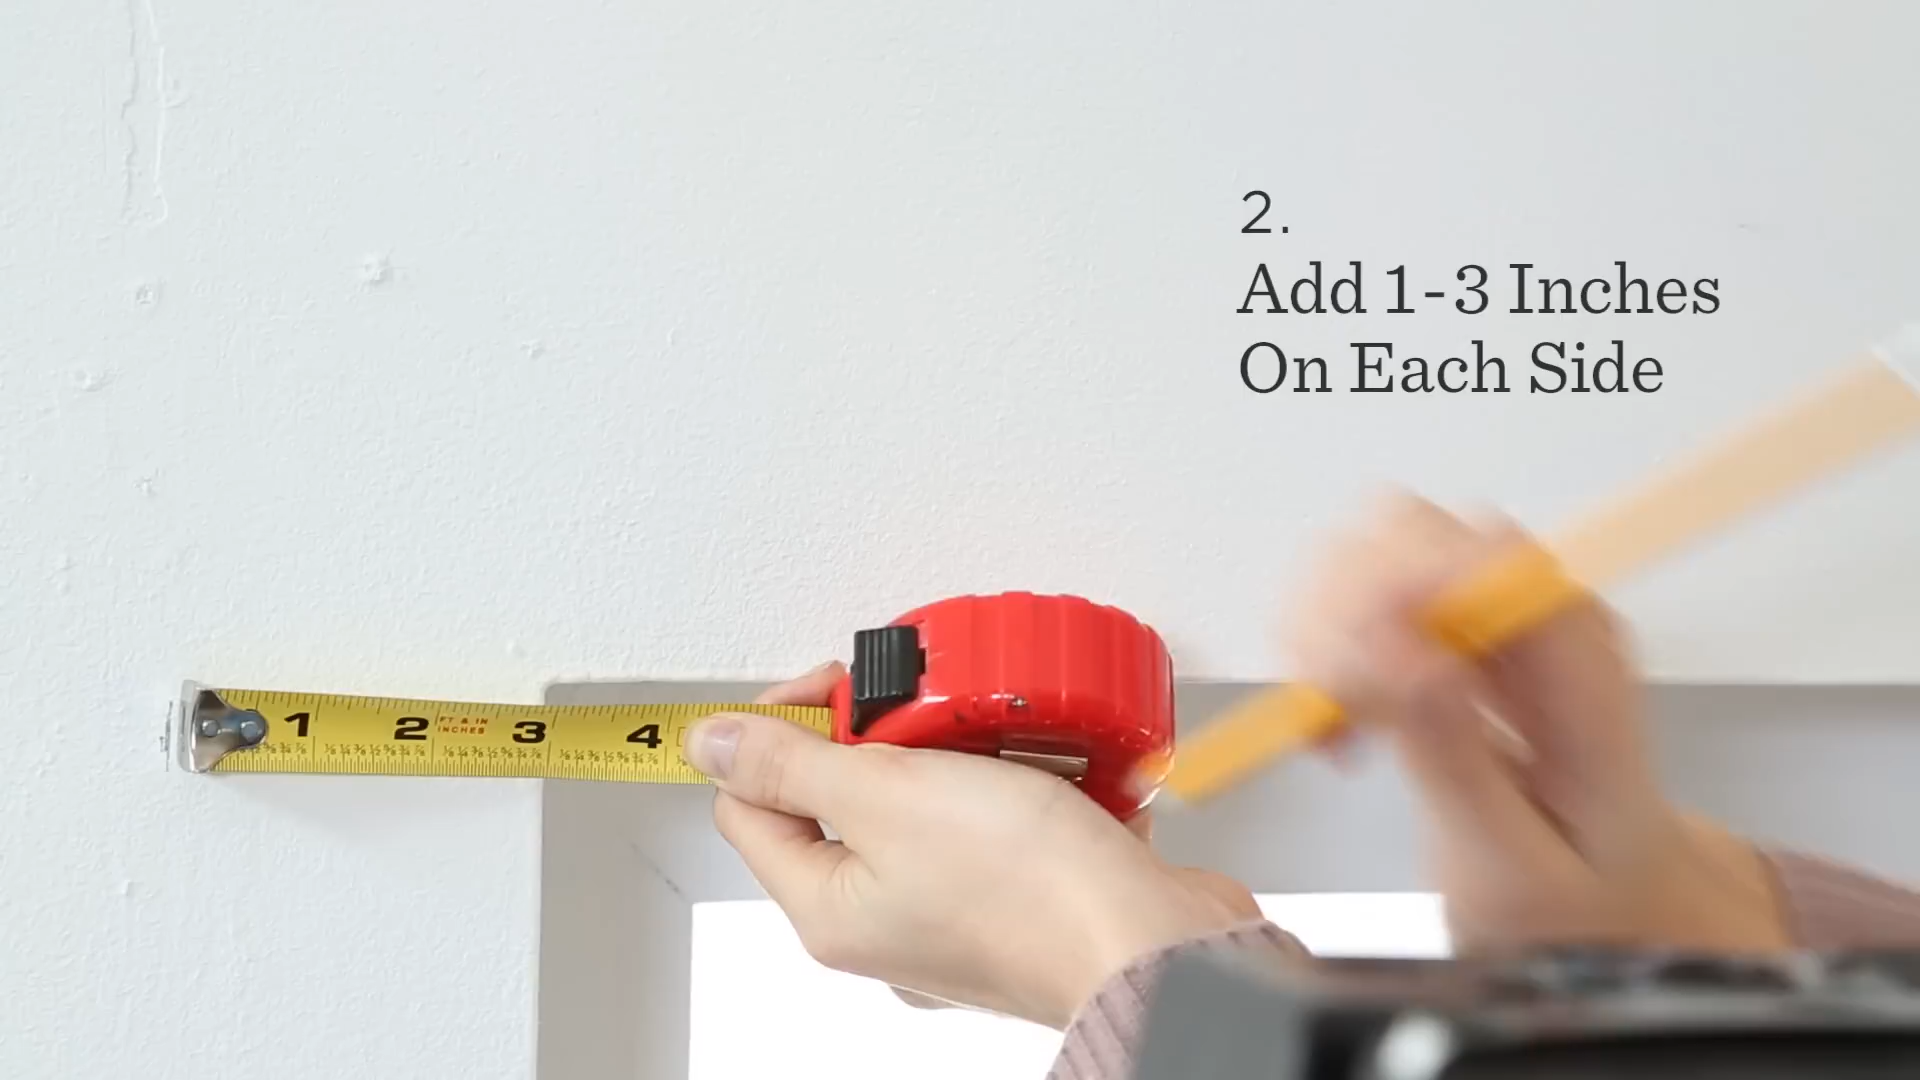 2.
Add 1-3 Inches
On Each Side
1 2 FT & IN 3 4
INCHES